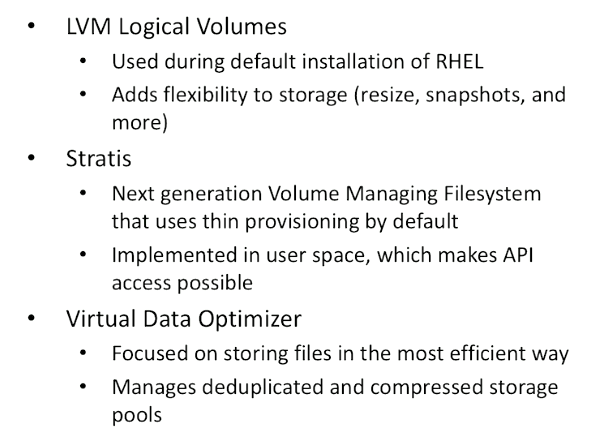 • LVM Logical Volumes
• Used during default installation of RHEL
• Adds flexibility to storage (resize, snapshots, and
more)
• Stratis
• Next generation Volume Managing Filesystem
that uses thin provisioning by default
• Implemented in user space, which makes API
access possible
• Virtual Data Optimizer
• Focused on storing files in the most efficient way
• Manages deduplicated and compressed storage
pools